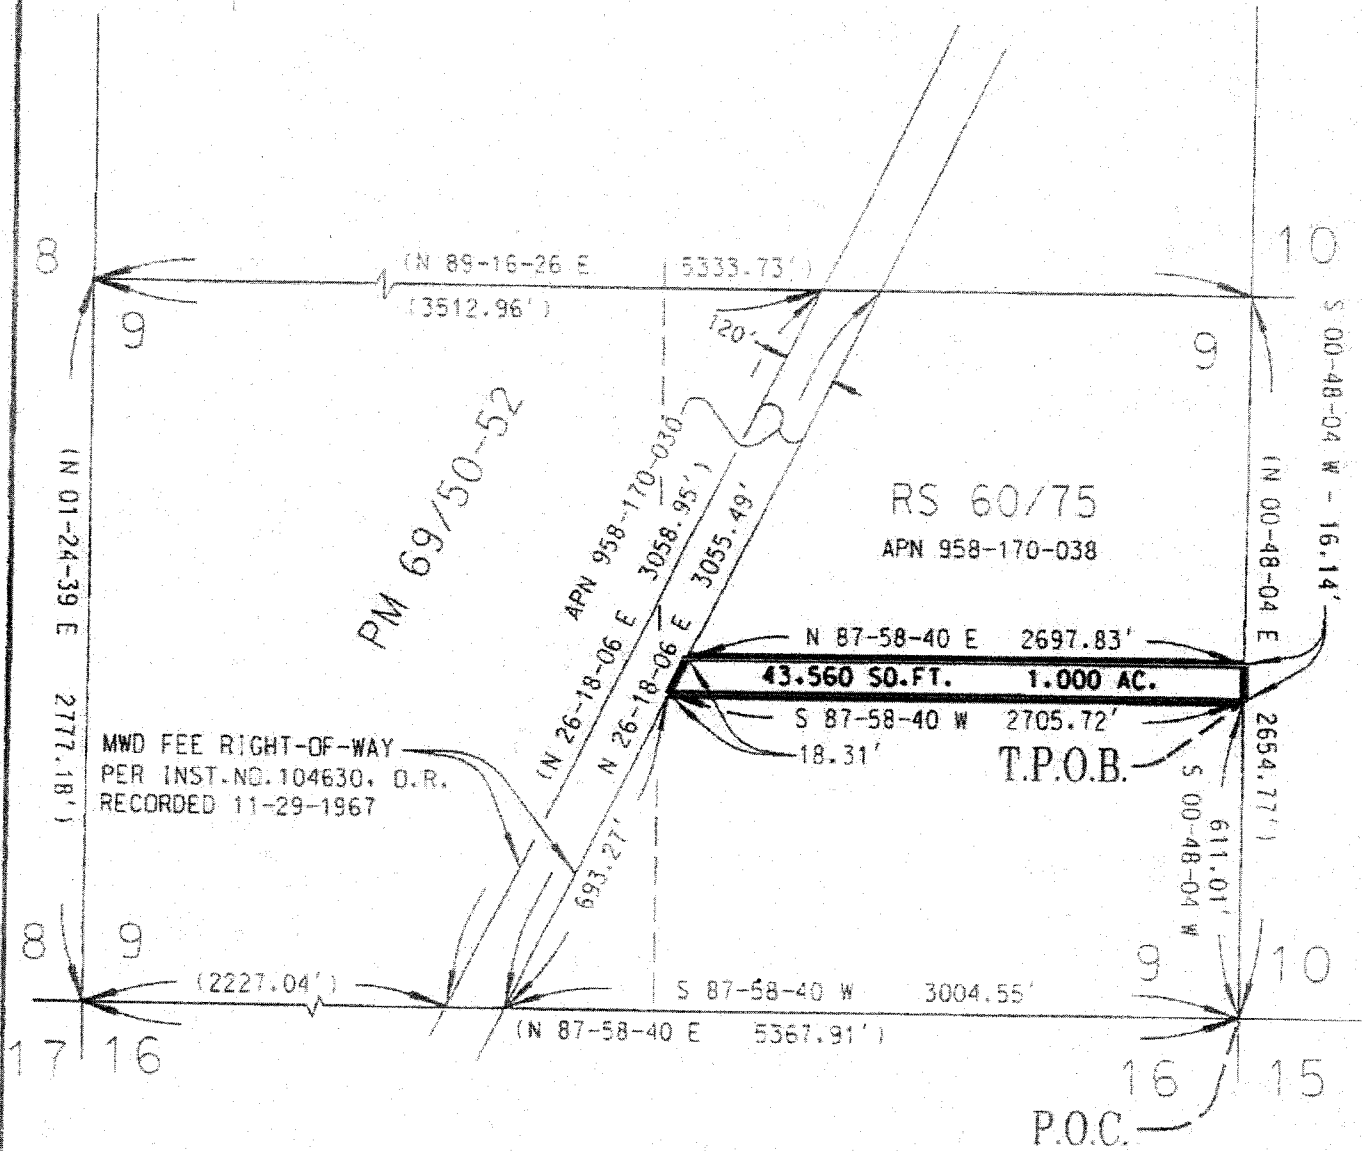 8
9
(N 89-16-26 E 5333.73')
(3512.96')
120'
10
9
S 00-48-04 W - 16.14'
(N 01-24-39 E 2777.18')
PM 69/50-52
APN 958-170-030
(N 26-18-06 E 3058.95')
N 26-18-06 E 3055.49'
RS 60/75
APN 958-170-038
(N 00-48-04 E 2654.77')
N 87-58-40 E 2697.83'
43.560 SQ.FT. 1.000 AC.
S 87-58-40 W 2705.72'
18.31'
T.P.O.B.
MWD FEE RIGHT-OF-WAY
PER INST.NO.104630, O.R.
RECORDED 11-29-1967
693.27'
611.01'
S 00-48-04 W
8 9
(2227.04')
S 87-58-40 W 3004.55'
(N 87-58-40 E 5367.91')
9 10
17 16
16 15
P.O.C.